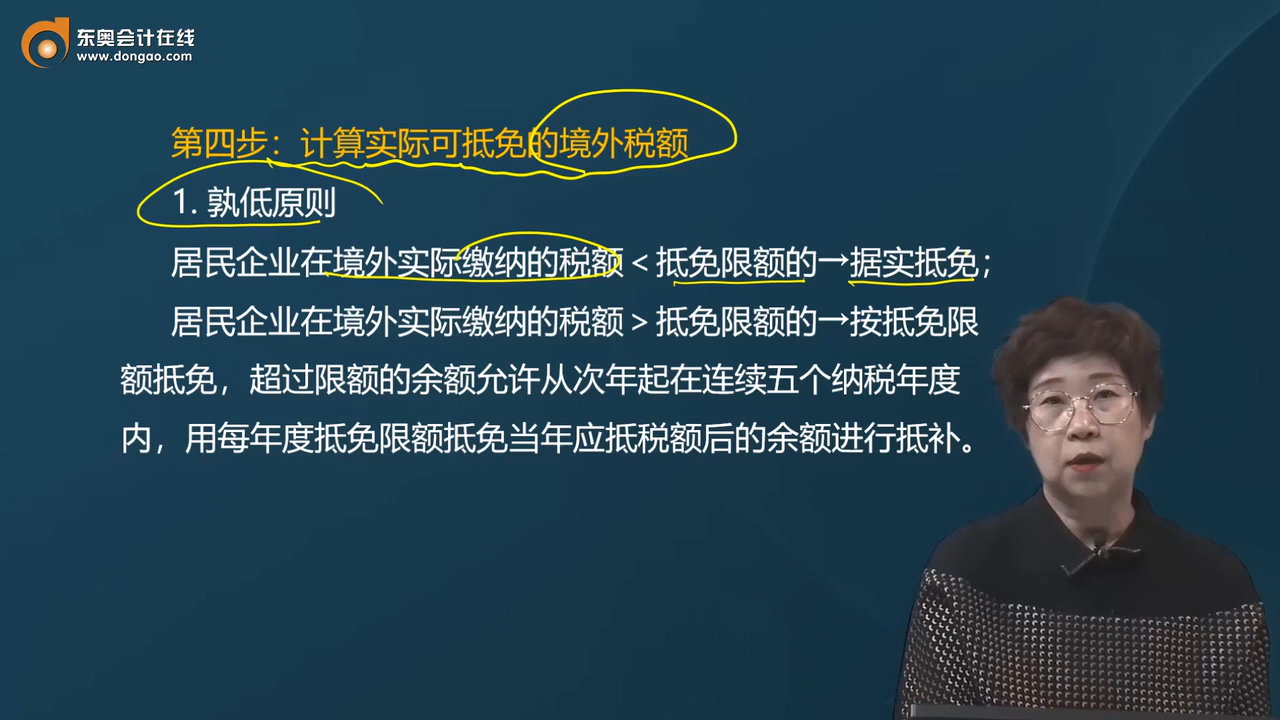 东奥会计在线
www.dongao.com
第四步：计算实际可抵免的境外税额
1. 孰低原则
居民企业在境外实际缴纳的税额＜抵免限额的→据实抵免；
居民企业在境外实际缴纳的税额＞抵免限额的→按抵免限
额抵免，超过限额的余额允许从次年起在连续五个纳税年度
内，用每年度抵免限额抵免当年应抵税额后的余额进行抵补。